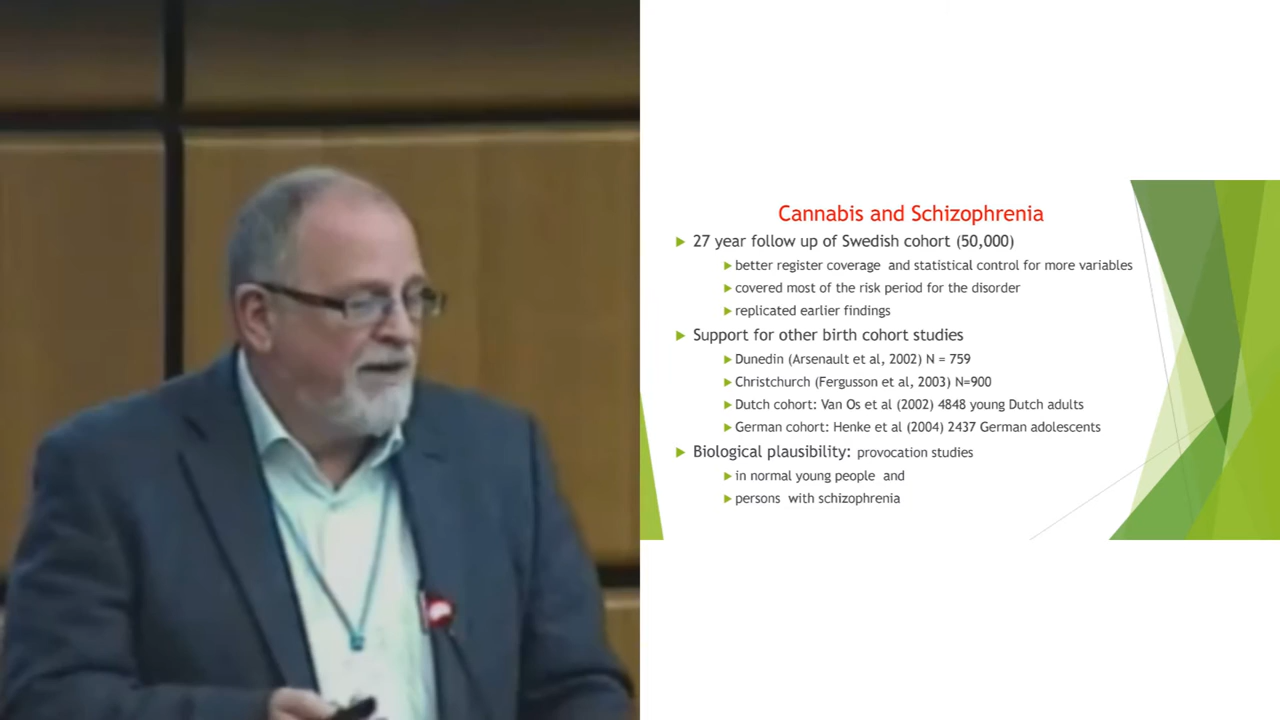 Cannabis and Schizophrenia
27 year follow up of Swedish cohort (50,000)
better register coverage and statistical control for more variables
covered most of the risk period for the disorder
replicated earlier findings
Support for other birth cohort studies
Dunedin (Arsenault et al, 2002) N = 759
Christchurch (Fergusson et al, 2003) N=900
Dutch cohort: Van Os et al (2002) 4848 young Dutch adults
German cohort: Henke et al (2004) 2437 German adolescents
Biological plausibility: provocation studies
in normal young people and
persons with schizophrenia